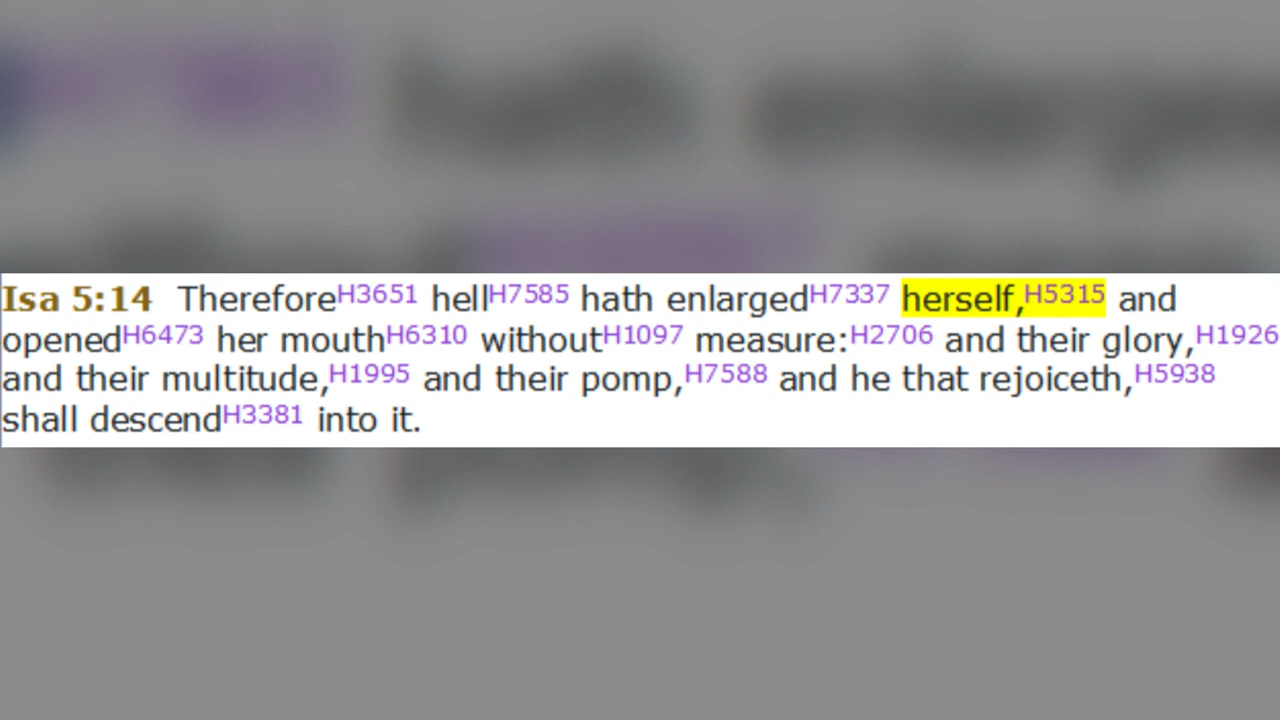 Isa 5:14 ThereforeH3651 hellH7585 hath enlargedH7337 herself,H5315 and
openedH6473 her mouthH6310 withoutH1097 measure:H2706 and their glory,H1926
and their multitude,H1995 and their pomp,H7588 and he that rejoiceth,H5938
shall descendH3381 into it.